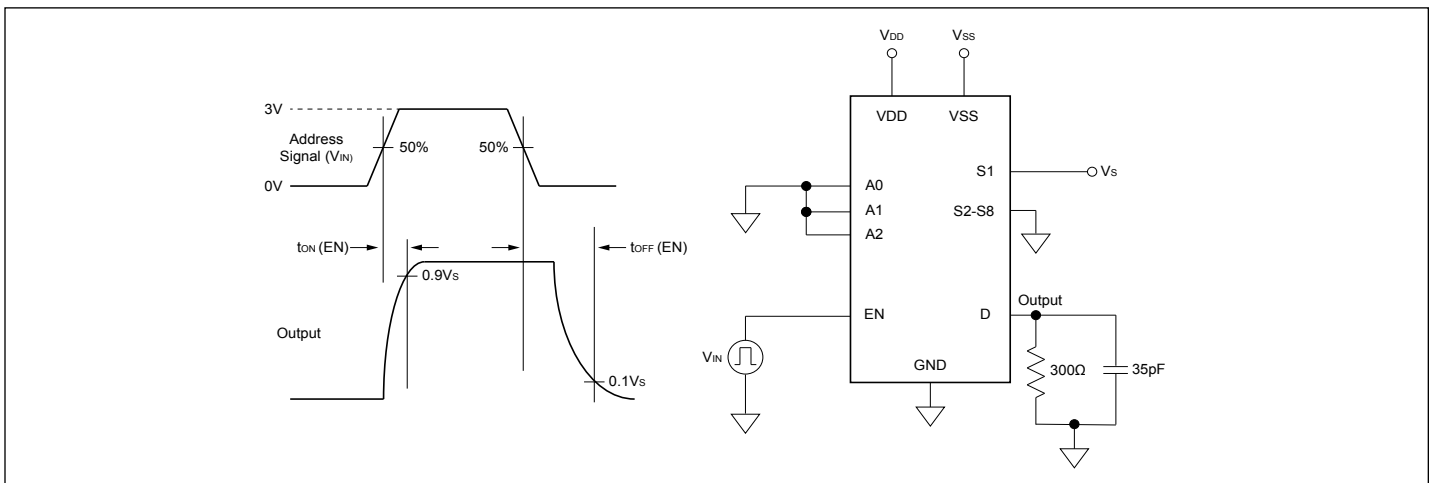 3V
Address
Signal (VIN)
50%
50%
0V
tON (EN)
tOFF (EN)
0.9VS
Output
0.1VS
VDD
VSS
VDD
VSS
S1
VS
A0
A1
S2-S8
A2
Output
EN
D
VIN
GND
300Ω
35pF